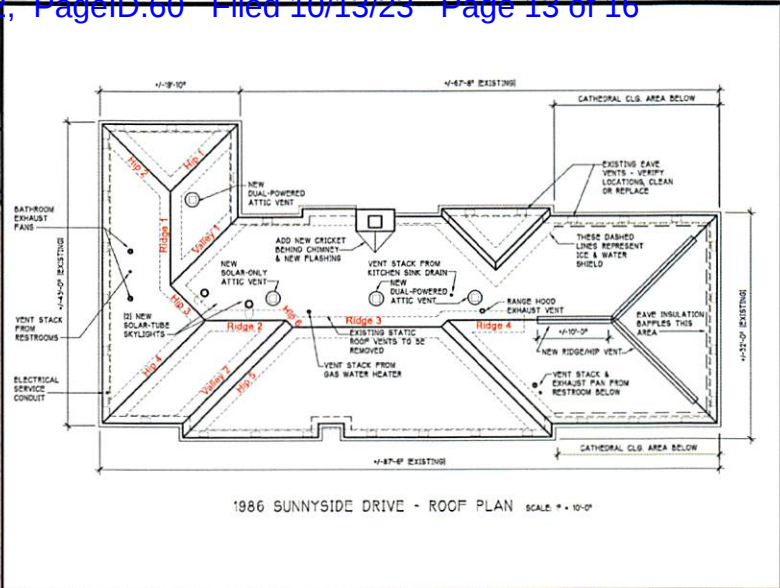 PageID.60 Filed 10/13/23 Page 13 of 16
+/-19'-10"
+/-67'-8" (EXISTING)
CATHEDRAL CLG. AREA BELOW
EXISTING EAVE
VENTS - VERIFY
LOCATIONS, CLEAN
OR REPLACE
Hip 2
Hip 1
NEW
DUAL-POWERED
ATTIC VENT
BATHROOM
EXHAUST
FANS
Ridge 1
Valley 1
ADD NEW CRICKET
BEHIND CHIMNEY
& NEW FLASHING
VENT STACK FROM
KITCHEN SINK DRAIN
THESE DASHED
LINES REPRESENT
ICE & WATER
SHIELD
(EXISTING)
NEW
SOLAR-ONLY
ATTIC VENT
NEW
DUAL-POWERED
ATTIC VENT
RANGE HOOD
EXHAUST VENT
VENT STACK
FROM
RESTROOMS
(2) NEW
SOLAR-TUBE
SKYLIGHTS
Hip 3
Ridge 2
Hip 6
Ridge 3
Ridge 4
EAVE INSULATION
BAFFLES THIS
AREA
+/-32'-0" (EXISTING)
EXISTING STATIC
ROOF VENTS TO BE
REMOVED
+/-10'-0"
NEW RIDGE/HIP VENT
Hip 4
Valley 2
Hip 5
VENT STACK FROM
GAS WATER HEATER
VENT STACK &
EXHAUST FAN FROM
RESTROOM BELOW
ELECTRICAL
SERVICE
CONDUIT
CATHEDRAL CLG. AREA BELOW
+/-87'-6" (EXISTING)
1986 SUNNYSIDE DRIVE - ROOF PLAN SCALE: 1" = 10'-0"